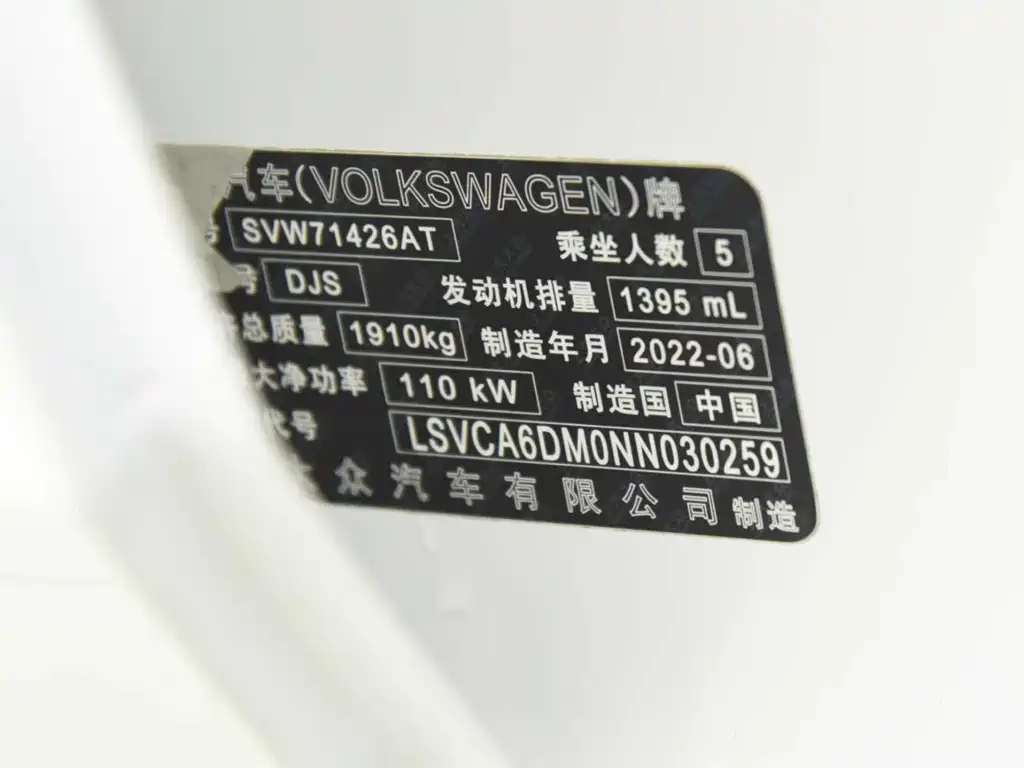 汽车(VOLKSWAGEN)牌
号 SVW71426AT 乘坐人数 5
号 DJS 发动机排量 1395 mL
总质量 1910kg 制造年月 2022-06
大净功率 110 kW 制造国 中国
代号 LSVCA6DM0NN030259
众汽车有限公司 制造